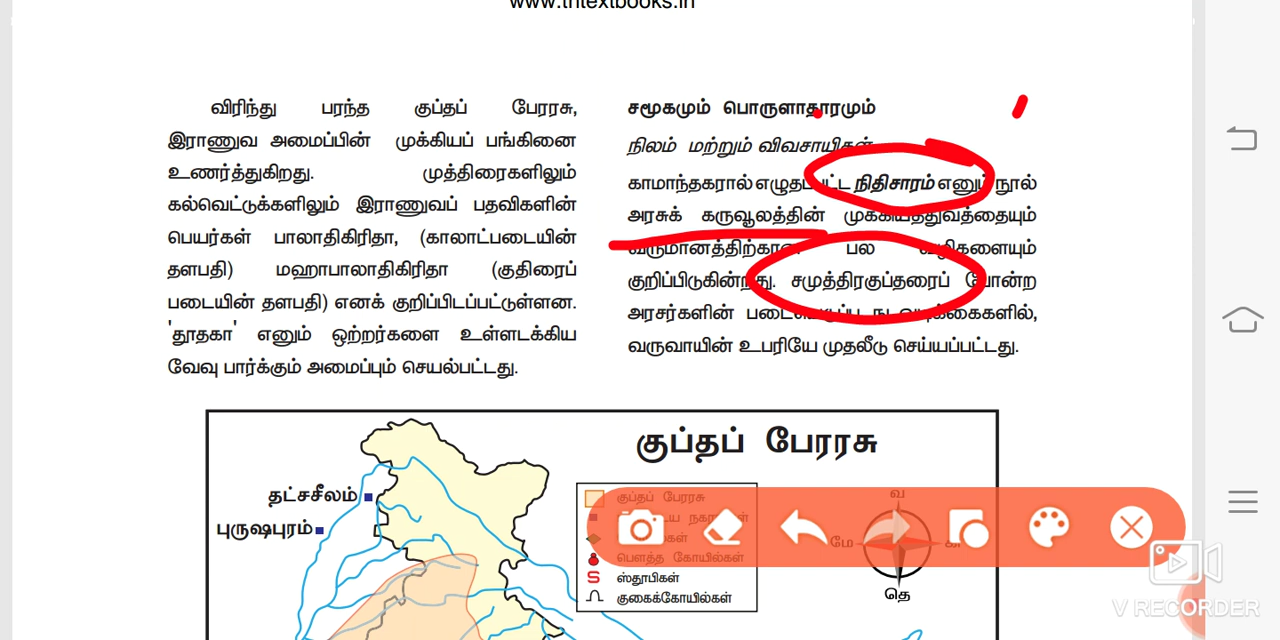 www.tntextbooks.in
விரிந்து பரந்த குப்தப் பேரரசு,
இராணுவ அமைப்பின் முக்கியப் பங்கினை
உணர்த்துகிறது. முத்திரைகளிலும்
கல்வெட்டுக்களிலும் இராணுவப் பதவிகளின்
பெயர்கள் பாலாதிகிரிதா, (காலாட்படையின்
தளபதி) மஹாபாலாதிகிரிதா (குதிரைப்
படையின் தளபதி) எனக் குறிப்பிடப்பட்டுள்ளன.
'தூதகா' எனும் ஒற்றர்களை உள்ளடக்கிய
வேவு பார்க்கும் அமைப்பும் செயல்பட்டது.
சமூகமும் பொருளாதாரமும்
நிலம் மற்றும் விவசாயிகள்
காமாந்தகரால் எழுதப்பட்ட நிதிசாரம் எனும் நூல்
அரசுக் கருவூலத்தின் முக்கியத்துவத்தையும்
வருமானத்திற்கான பல வழிகளையும்
குறிப்பிடுகின்றது. சமுத்திரகுப்தரைப் போன்ற
அரசர்களின் படையெடுப்பு நடவடிக்கைகளில்,
வருவாயின் உபரியே முதலீடு செய்யப்பட்டது.
குப்தப் பேரரசு
தட்சசீலம்
புருஷபுரம்
குப்தப் பேரரசு
பௌத்த கோயில்கள்
ஸ்தூபிகள்
குகைக்கோயில்கள்
வ
மே
தெ
V RECORDER